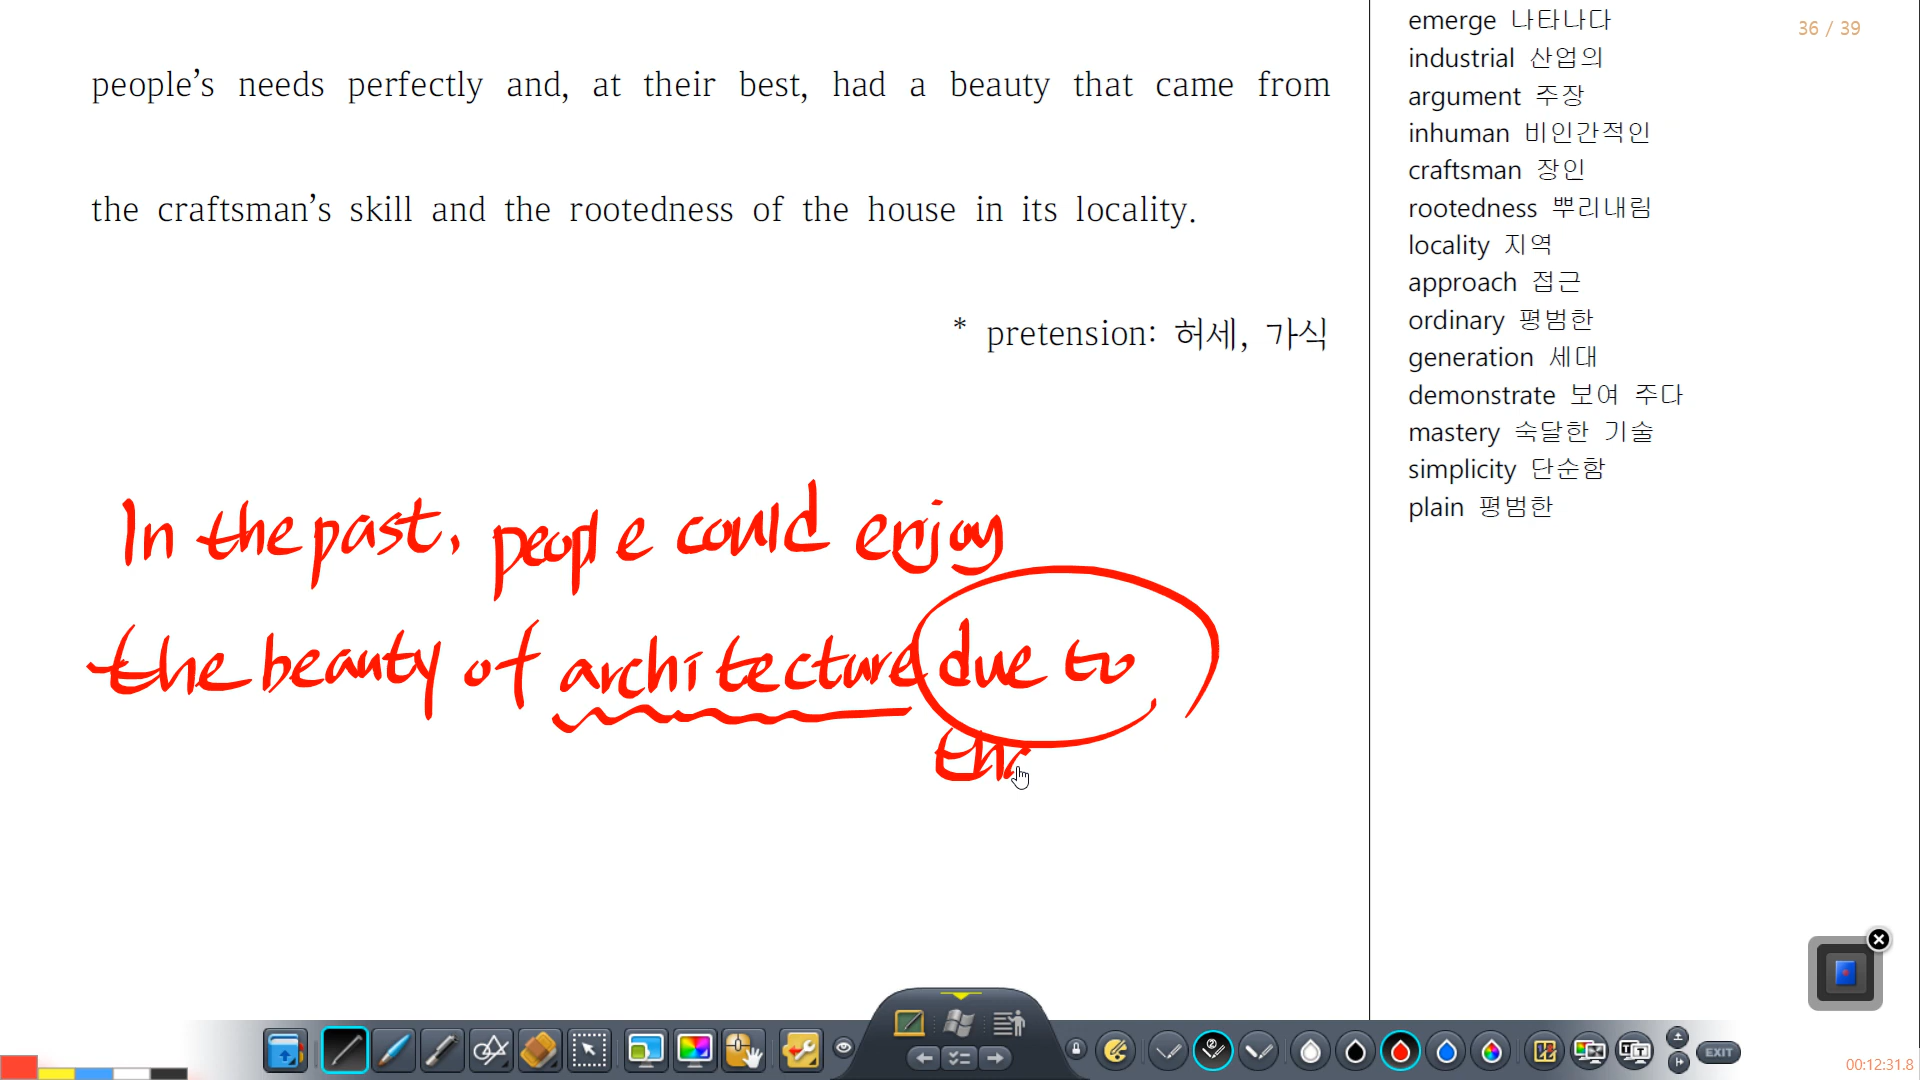 people's needs perfectly and, at their best, had a beauty that came from
the craftsman's skill and the rootedness of the house in its locality.
* pretension: 허세, 가식
In the past, people could enjoy
the beauty of architecture due to
the
emerge 나타나다
industrial 산업의
argument 주장
inhuman 비인간적인
craftsman 장인
rootedness 뿌리내림
locality 지역
approach 접근
ordinary 평범한
generation 세대
demonstrate 보여 주다
mastery 숙달한 기술
simplicity 단순함
plain 평범한
36 / 39
EXIT
00:12:31.8